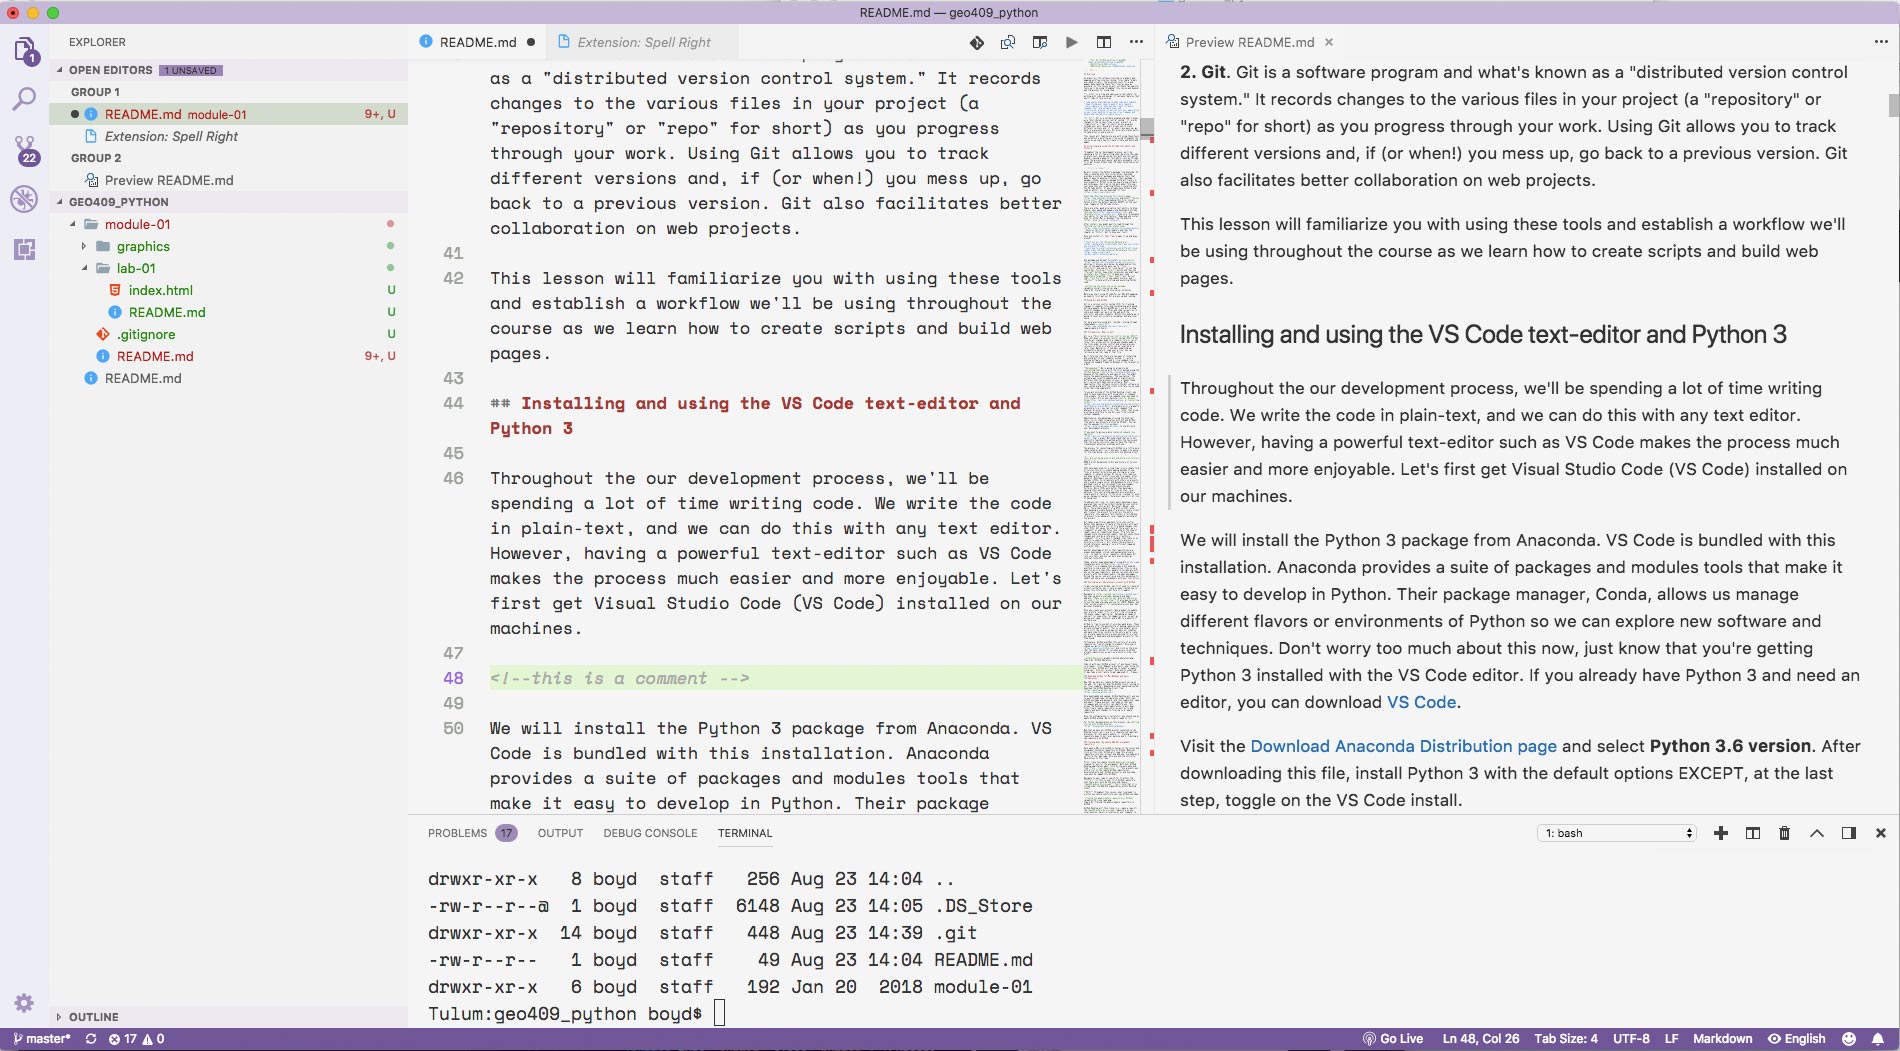 README.md — geo409_python
1
22
EXPLORER
OPEN EDITORS 1 UNSAVED
GROUP 1
README.md module-01 9+, U
Extension: Spell Right
GROUP 2
Preview README.md
GEO409_PYTHON
module-01
graphics
lab-01
index.html U
README.md U
.gitignore U
README.md 9+, U
README.md
OUTLINE
README.md
Extension: Spell Right
as a "distributed version control system." It records
changes to the various files in your project (a
"repository" or "repo" for short) as you progress
through your work. Using Git allows you to track
different versions and, if (or when!) you mess up, go
back to a previous version. Git also facilitates better
collaboration on web projects.
41
42 This lesson will familiarize you with using these tools
and establish a workflow we'll be using throughout the
course as we learn how to create scripts and build web
pages.
43
44 ## Installing and using the VS Code text-editor and
Python 3
45
46 Throughout the our development process, we'll be
spending a lot of time writing code. We write the code
in plain-text, and we can do this with any text editor.
However, having a powerful text-editor such as VS Code
makes the process much easier and more enjoyable. Let's
first get Visual Studio Code (VS Code) installed on our
machines.
47
48 <!--this is a comment -->
49
50 We will install the Python 3 package from Anaconda. VS
Code is bundled with this installation. Anaconda
provides a suite of packages and modules tools that
make it easy to develop in Python. Their package
Preview README.md
2. Git. Git is a software program and what's known as a "distributed version control
system." It records changes to the various files in your project (a "repository" or
"repo" for short) as you progress through your work. Using Git allows you to track
different versions and, if (or when!) you mess up, go back to a previous version. Git
also facilitates better collaboration on web projects.
This lesson will familiarize you with using these tools and establish a workflow we'll
be using throughout the course as we learn how to create scripts and build web
pages.
Installing and using the VS Code text-editor and Python 3
Throughout the our development process, we'll be spending a lot of time writing
code. We write the code in plain-text, and we can do this with any text editor.
However, having a powerful text-editor such as VS Code makes the process much
easier and more enjoyable. Let's first get Visual Studio Code (VS Code) installed on
our machines.
We will install the Python 3 package from Anaconda. VS Code is bundled with this
installation. Anaconda provides a suite of packages and modules tools that make it
easy to develop in Python. Their package manager, Conda, allows us manage
different flavors or environments of Python so we can explore new software and
techniques. Don't worry too much about this now, just know that you're getting
Python 3 installed with the VS Code editor. If you already have Python 3 and need an
editor, you can download VS Code.
Visit the Download Anaconda Distribution page and select Python 3.6 version. After
downloading this file, install Python 3 with the default options EXCEPT, at the last
step, toggle on the VS Code install.
PROBLEMS 17 OUTPUT DEBUG CONSOLE TERMINAL 1: bash
drwxr-xr-x 8 boyd staff 256 Aug 23 14:04 ..
-rw-r--r--@ 1 boyd staff 6148 Aug 23 14:05 .DS_Store
drwxr-xr-x 14 boyd staff 448 Aug 23 14:39 .git
-rw-r--r-- 1 boyd staff 49 Aug 23 14:04 README.md
drwxr-xr-x 6 boyd staff 192 Jan 20 2018 module-01
Tulum:geo409_python boyd$
master* 17 0 Go Live Ln 48, Col 26 Tab Size: 4 UTF-8 LF Markdown English